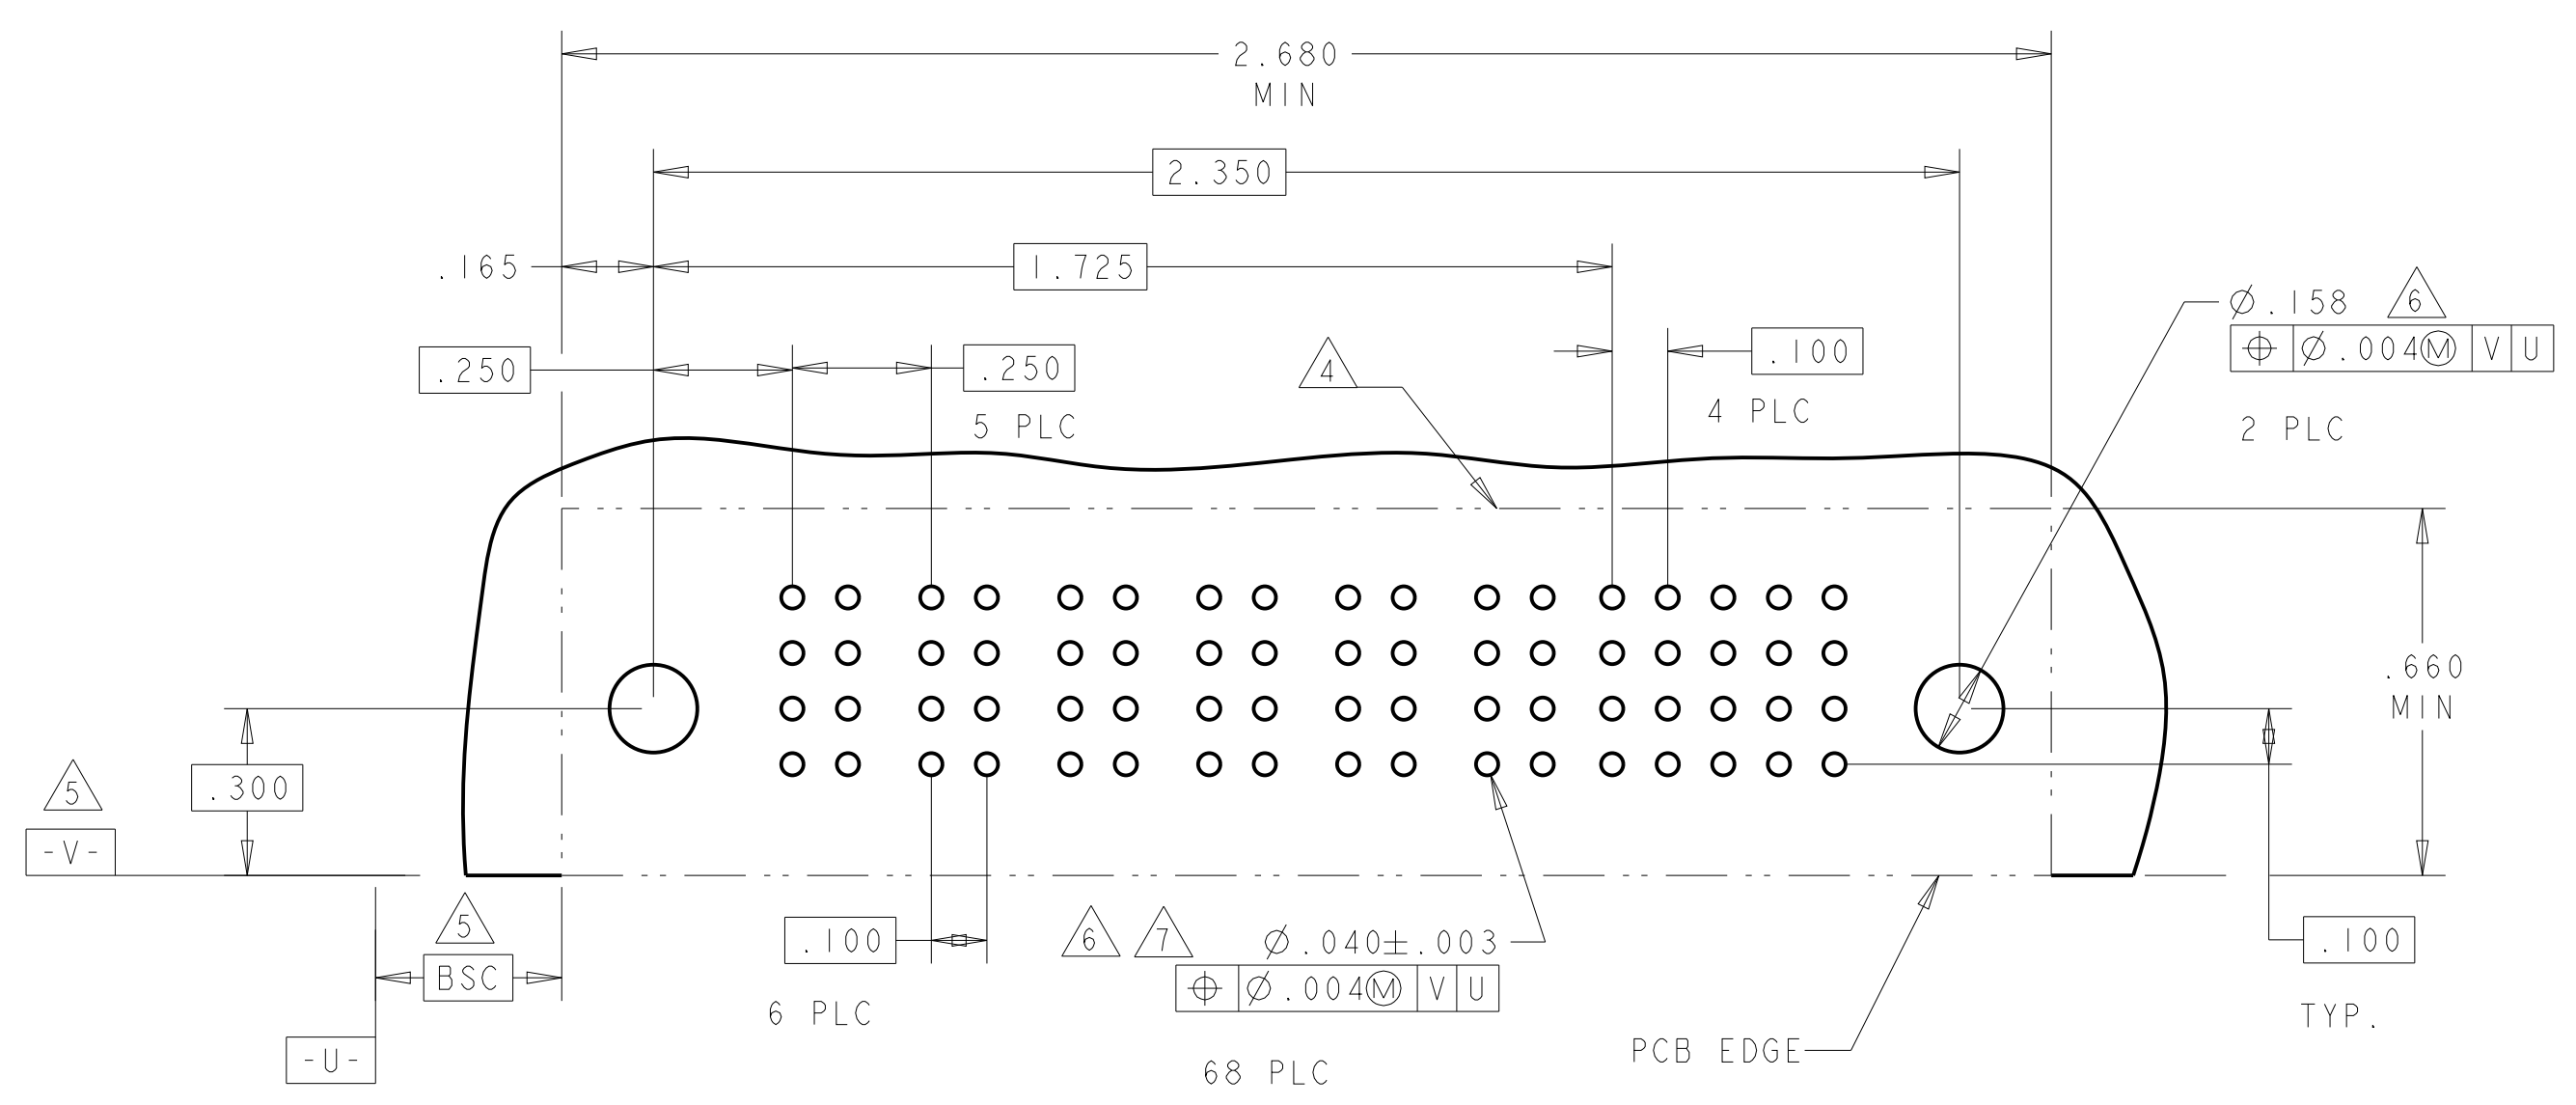 2.680
MIN
2.350
.165
1.725
Ø.158 6
⌖ Ø.004Ⓜ V U
2 PLC
.250
.250
5 PLC
4
.100
4 PLC
.660
MIN
5
.300
-V-
5
BSC
-U-
.100
6 PLC
6 7 Ø.040±.003
⌖ Ø.004Ⓜ V U
68 PLC
PCB EDGE
.100
TYP.